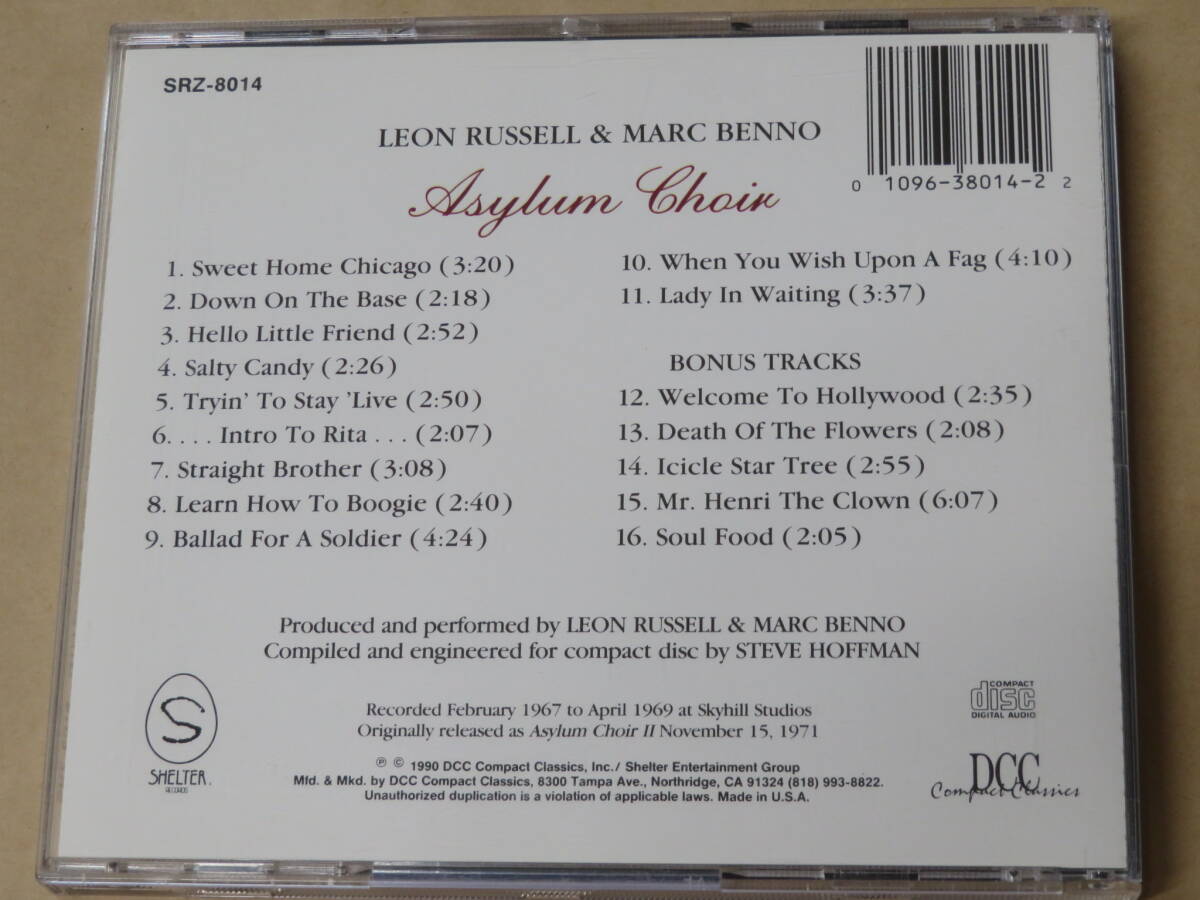 SRZ-8014
LEON RUSSELL & MARC BENNO
Asylum Choir
0 1096-38014-2 2
1. Sweet Home Chicago (3:20)
2. Down On The Base (2:18)
3. Hello Little Friend (2:52)
4. Salty Candy (2:26)
5. Tryin' To Stay 'Live (2:50)
6. . . . Intro To Rita . . . (2:07)
7. Straight Brother (3:08)
8. Learn How To Boogie (2:40)
9. Ballad For A Soldier (4:24)
10. When You Wish Upon A Fag (4:10)
11. Lady In Waiting (3:37)
BONUS TRACKS
12. Welcome To Hollywood (2:35)
13. Death Of The Flowers (2:08)
14. Icicle Star Tree (2:55)
15. Mr. Henri The Clown (6:07)
16. Soul Food (2:05)
Produced and performed by LEON RUSSELL & MARC BENNO
Compiled and engineered for compact disc by STEVE HOFFMAN
Recorded February 1967 to April 1969 at Skyhill Studios
Originally released as Asylum Choir II November 15, 1971
℗ © 1990 DCC Compact Classics, Inc./ Shelter Entertainment Group
Mfd. & Mkd. by DCC Compact Classics, 8300 Tampa Ave., Northridge, CA 91324 (818) 993-8822.
Unauthorized duplication is a violation of applicable laws. Made in U.S.A.
S
SHELTER
RECORDS
COMPACT
disc
DIGITAL AUDIO
DCC
Compact Classics